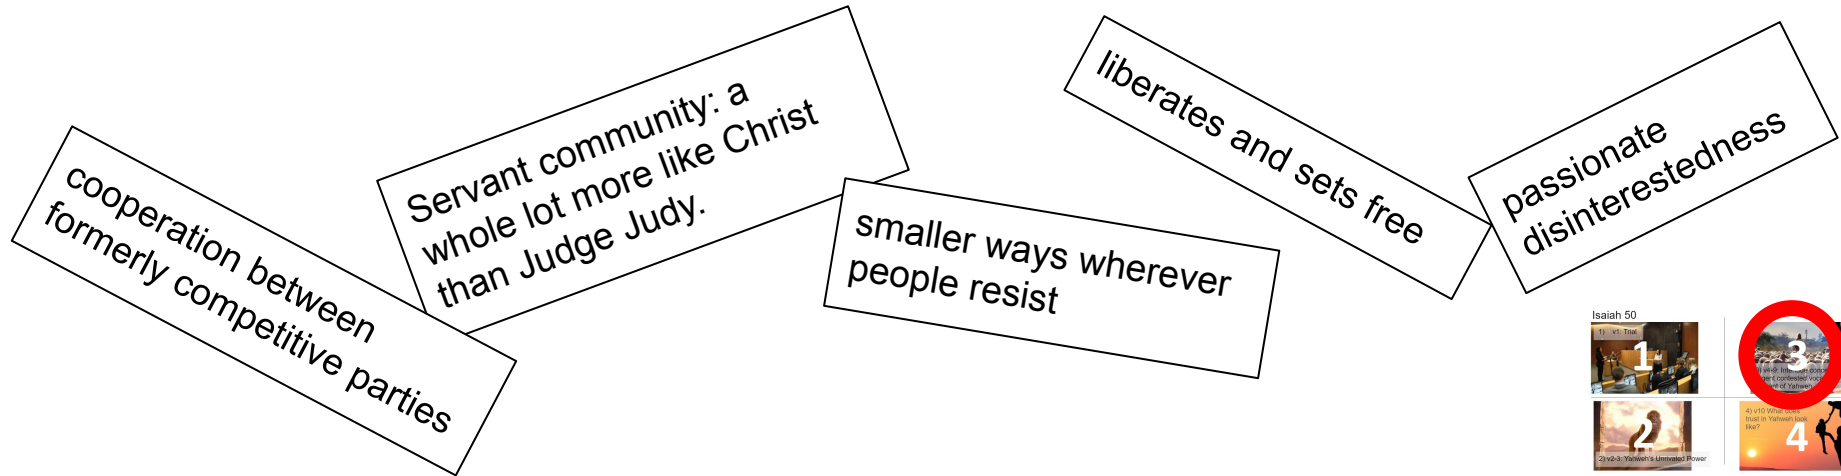 cooperation between
formerly competitive parties
Servant community: a
whole lot more like Christ
than Judge Judy.
smaller ways wherever
people resist
liberates and sets free
passionate
disinterestedness
Isaiah 50
1) v1: Trial
1
3
2
2) v2-3: Yahweh's Unrivaled Power
4) v10 What does
trust in Yahweh look
like?
4